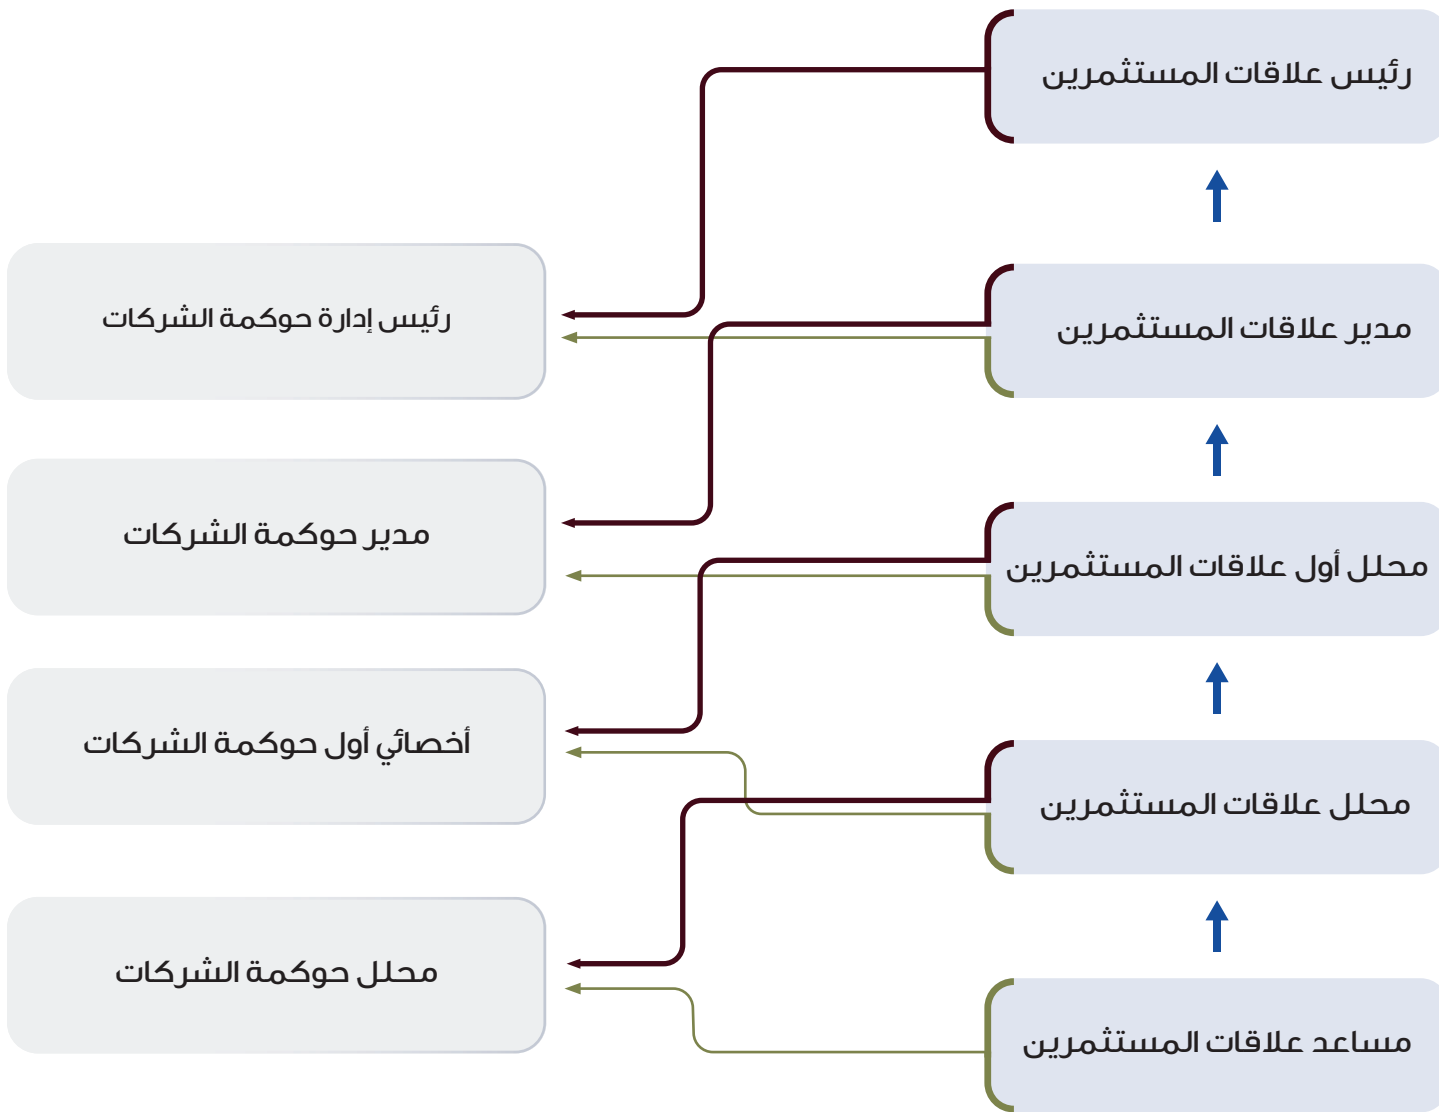 رئيس علاقات المستثمرين
مدير علاقات المستثمرين
محلل أول علاقات المستثمرين
محلل علاقات المستثمرين
مساعد علاقات المستثمرين
رئيس إدارة حوكمة الشركات
مدير حوكمة الشركات
أخصائي أول حوكمة الشركات
محلل حوكمة الشركات